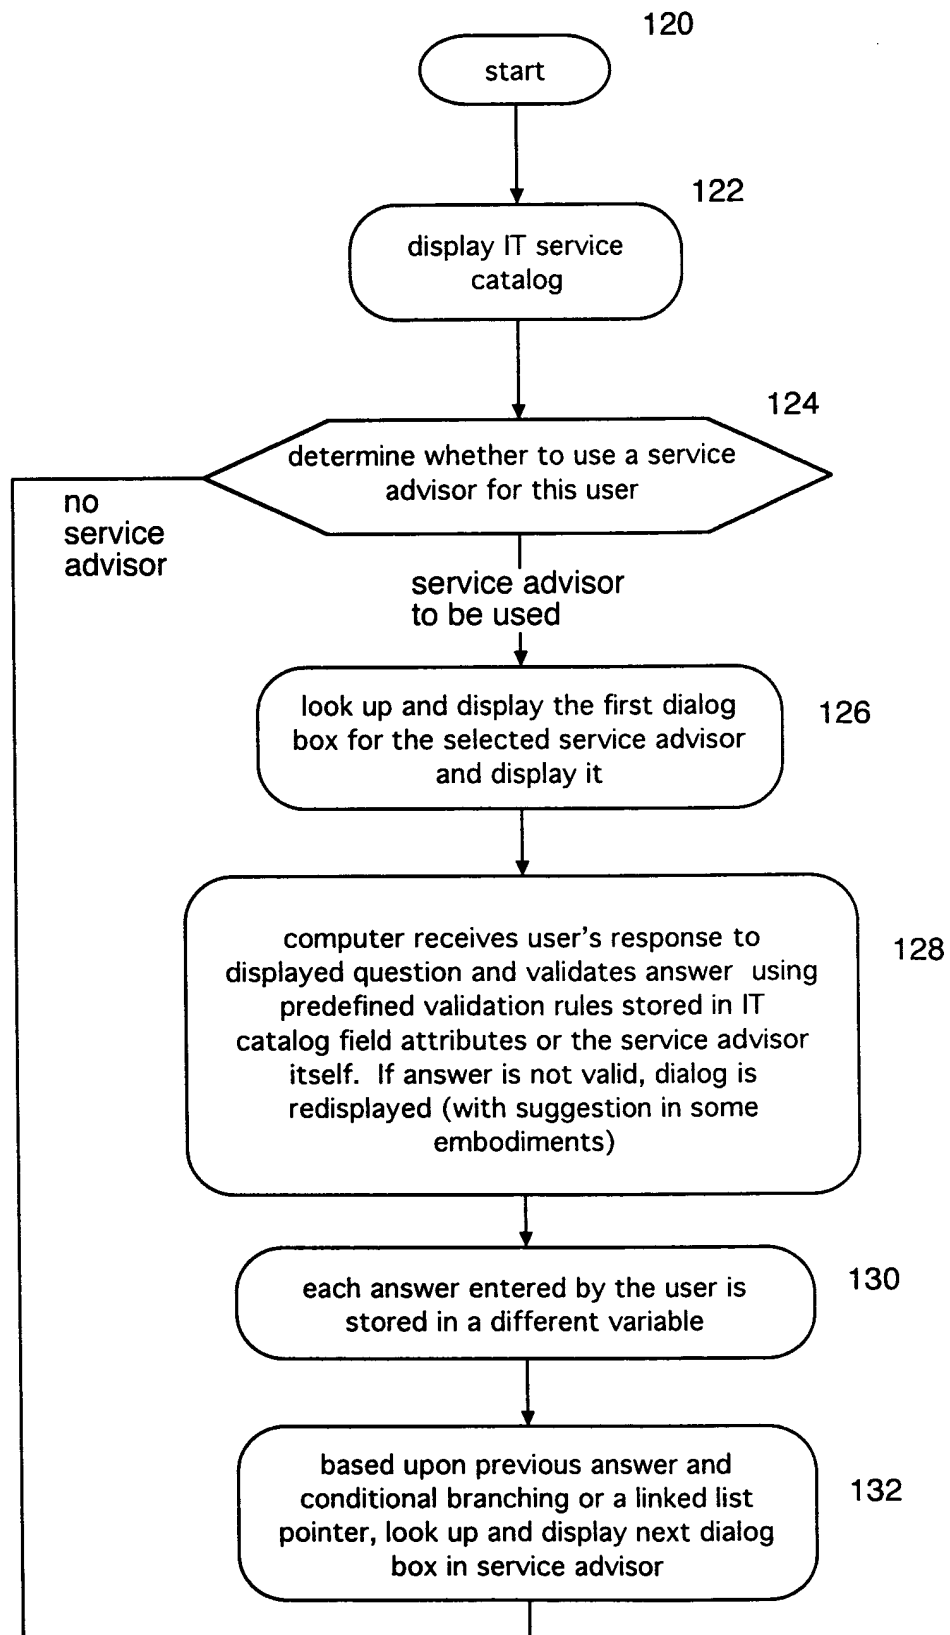 120
start
122
display IT service
catalog
124
determine whether to use a service
advisor for this user
no
service
advisor
service advisor
to be used
look up and display the first dialog
box for the selected service advisor
and display it
126
computer receives user's response to
displayed question and validates answer using
predefined validation rules stored in IT
catalog field attributes or the service advisor
itself. If answer is not valid, dialog is
redisplayed (with suggestion in some
embodiments)
128
each answer entered by the user is
stored in a different variable
130
based upon previous answer and
conditional branching or a linked list
pointer, look up and display next dialog
box in service advisor
132